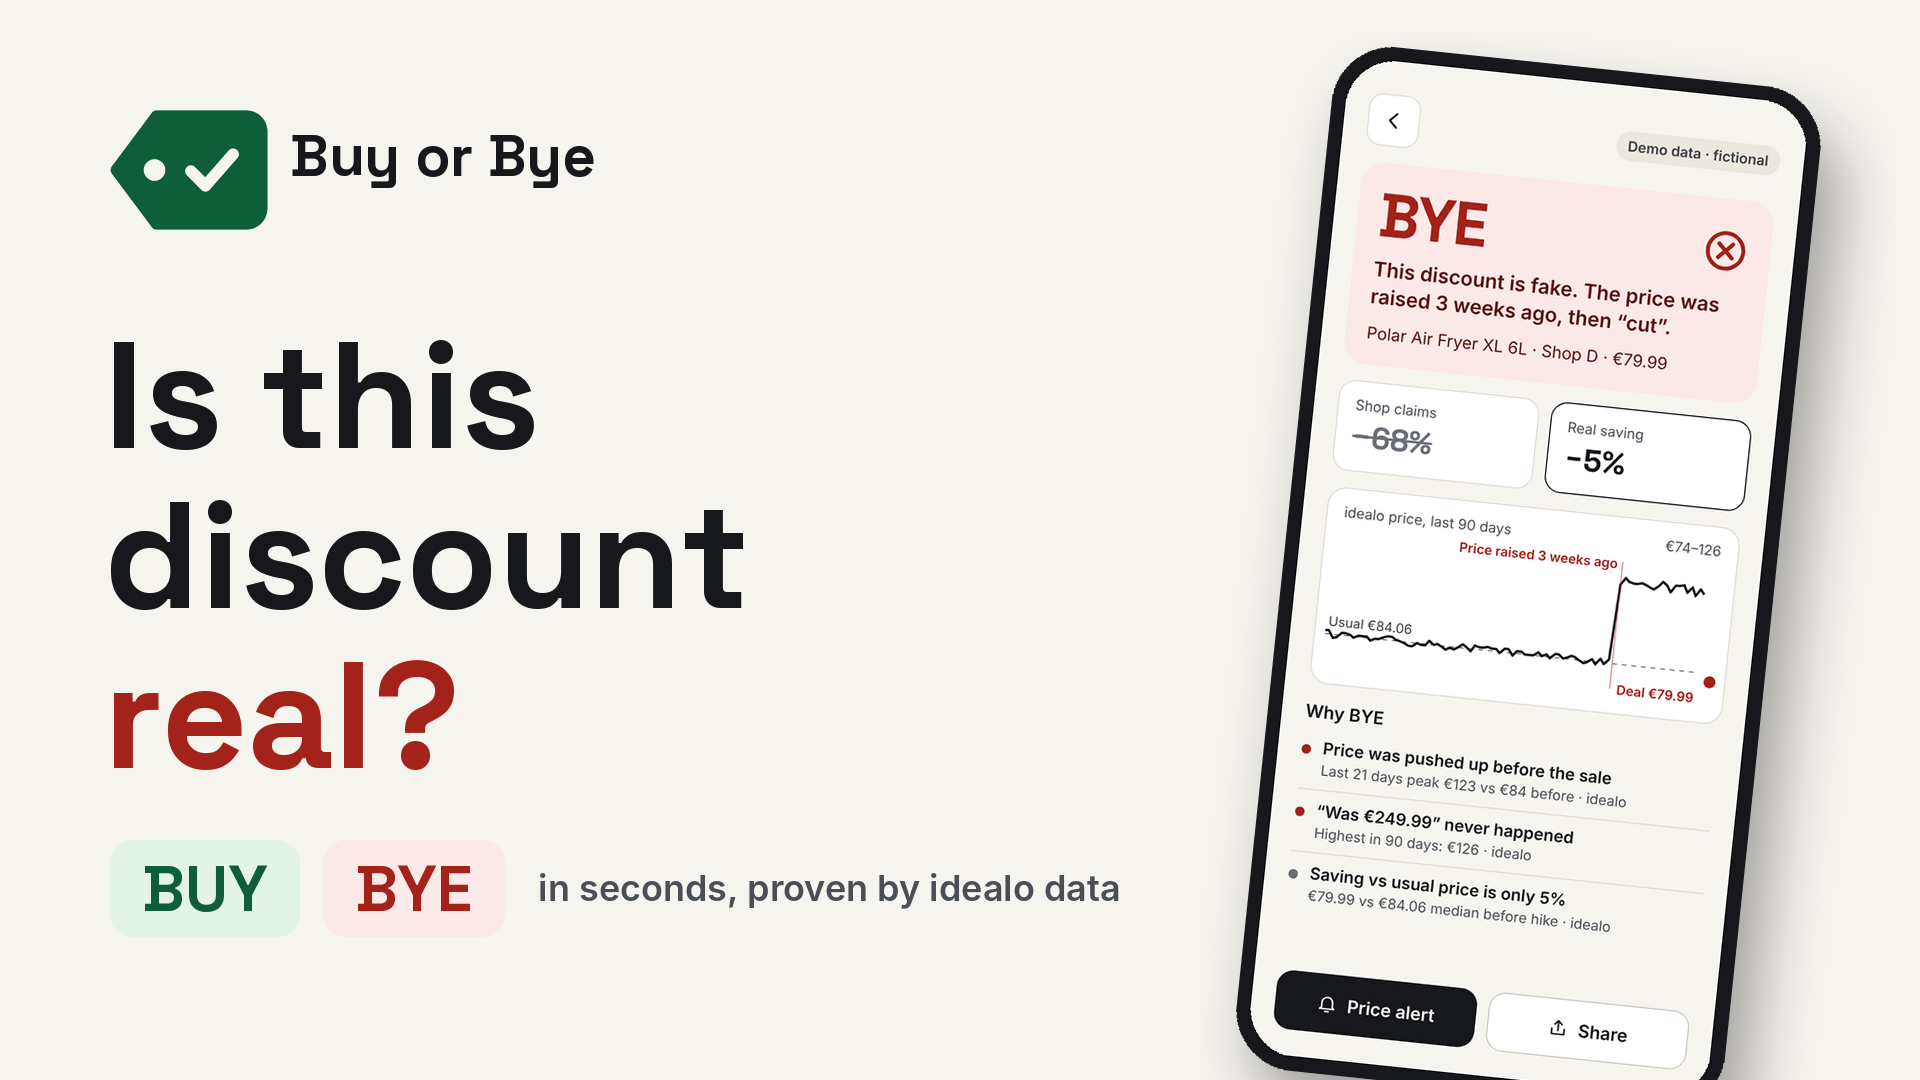 Buy or Bye
Is this
discount
real?
BUY
BYE
in seconds, proven by idealo data
Demo data · fictional
BYE
This discount is fake. The price was
raised 3 weeks ago, then “cut”.
Polar Air Fryer XL 6L · Shop D · €79.99
Shop claims
−68%
Real saving
−5%
idealo price, last 90 days
€74–126
Price raised 3 weeks ago
Usual €84.06
Deal €79.99
Why BYE
Price was pushed up before the sale
Last 21 days peak €123 vs €84 before · idealo
“Was €249.99” never happened
Highest in 90 days: €126 · idealo
Saving vs usual price is only 5%
€79.99 vs €84.06 median before hike · idealo
Price alert
Share